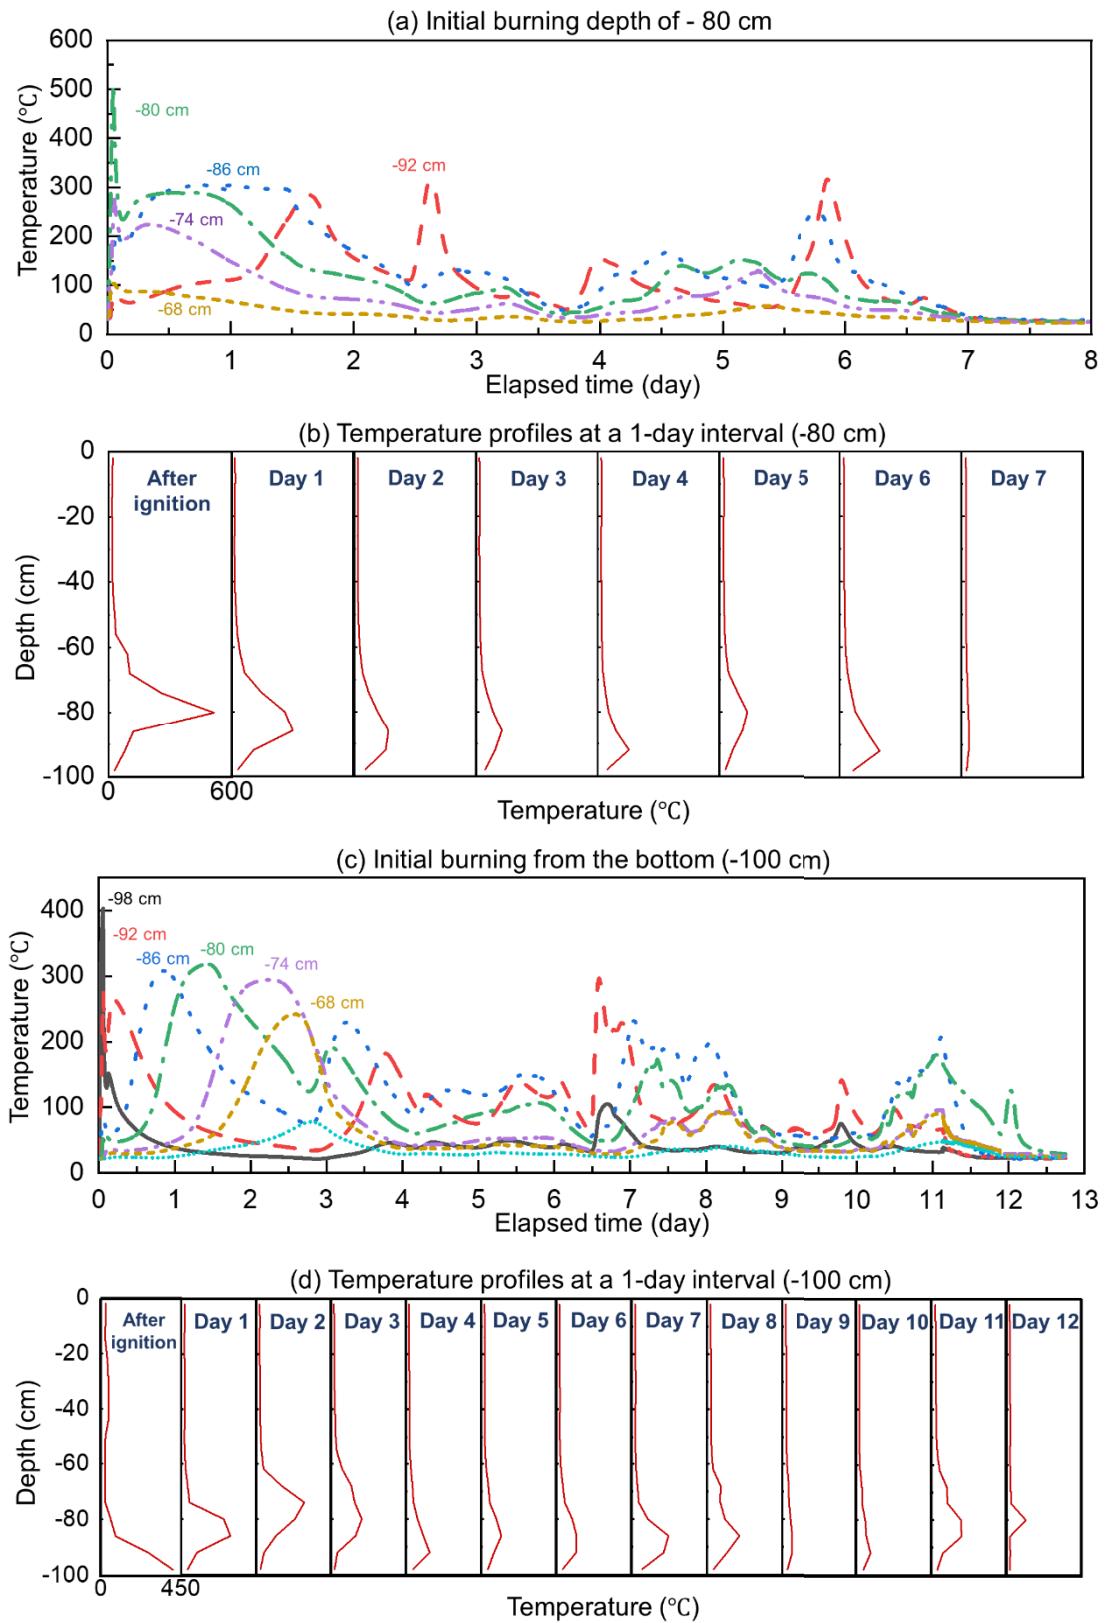 (a) Initial burning depth of - 80 cm
600
500
400
300
200
100
0
Temperature (°C)
-80 cm
-86 cm
-92 cm
-74 cm
-68 cm
0 1 2 3 4 5 6 7 8
Elapsed time (day)
(b) Temperature profiles at a 1-day interval (-80 cm)
0
-20
-40
-60
-80
-100
Depth (cm)
After
ignition
Day 1
Day 2
Day 3
Day 4
Day 5
Day 6
Day 7
0 600
Temperature (°C)
(c) Initial burning from the bottom (-100 cm)
400
300
200
100
0
Temperature (°C)
-98 cm
-92 cm
-86 cm
-80 cm
-74 cm
-68 cm
0 1 2 3 4 5 6 7 8 9 10 11 12 13
Elapsed time (day)
(d) Temperature profiles at a 1-day interval (-100 cm)
0
-20
-40
-60
-80
-100
Depth (cm)
After
ignition
Day 1
Day 2
Day 3
Day 4
Day 5
Day 6
Day 7
Day 8
Day 9
Day 10
Day 11
Day 12
0 450
Temperature (°C)